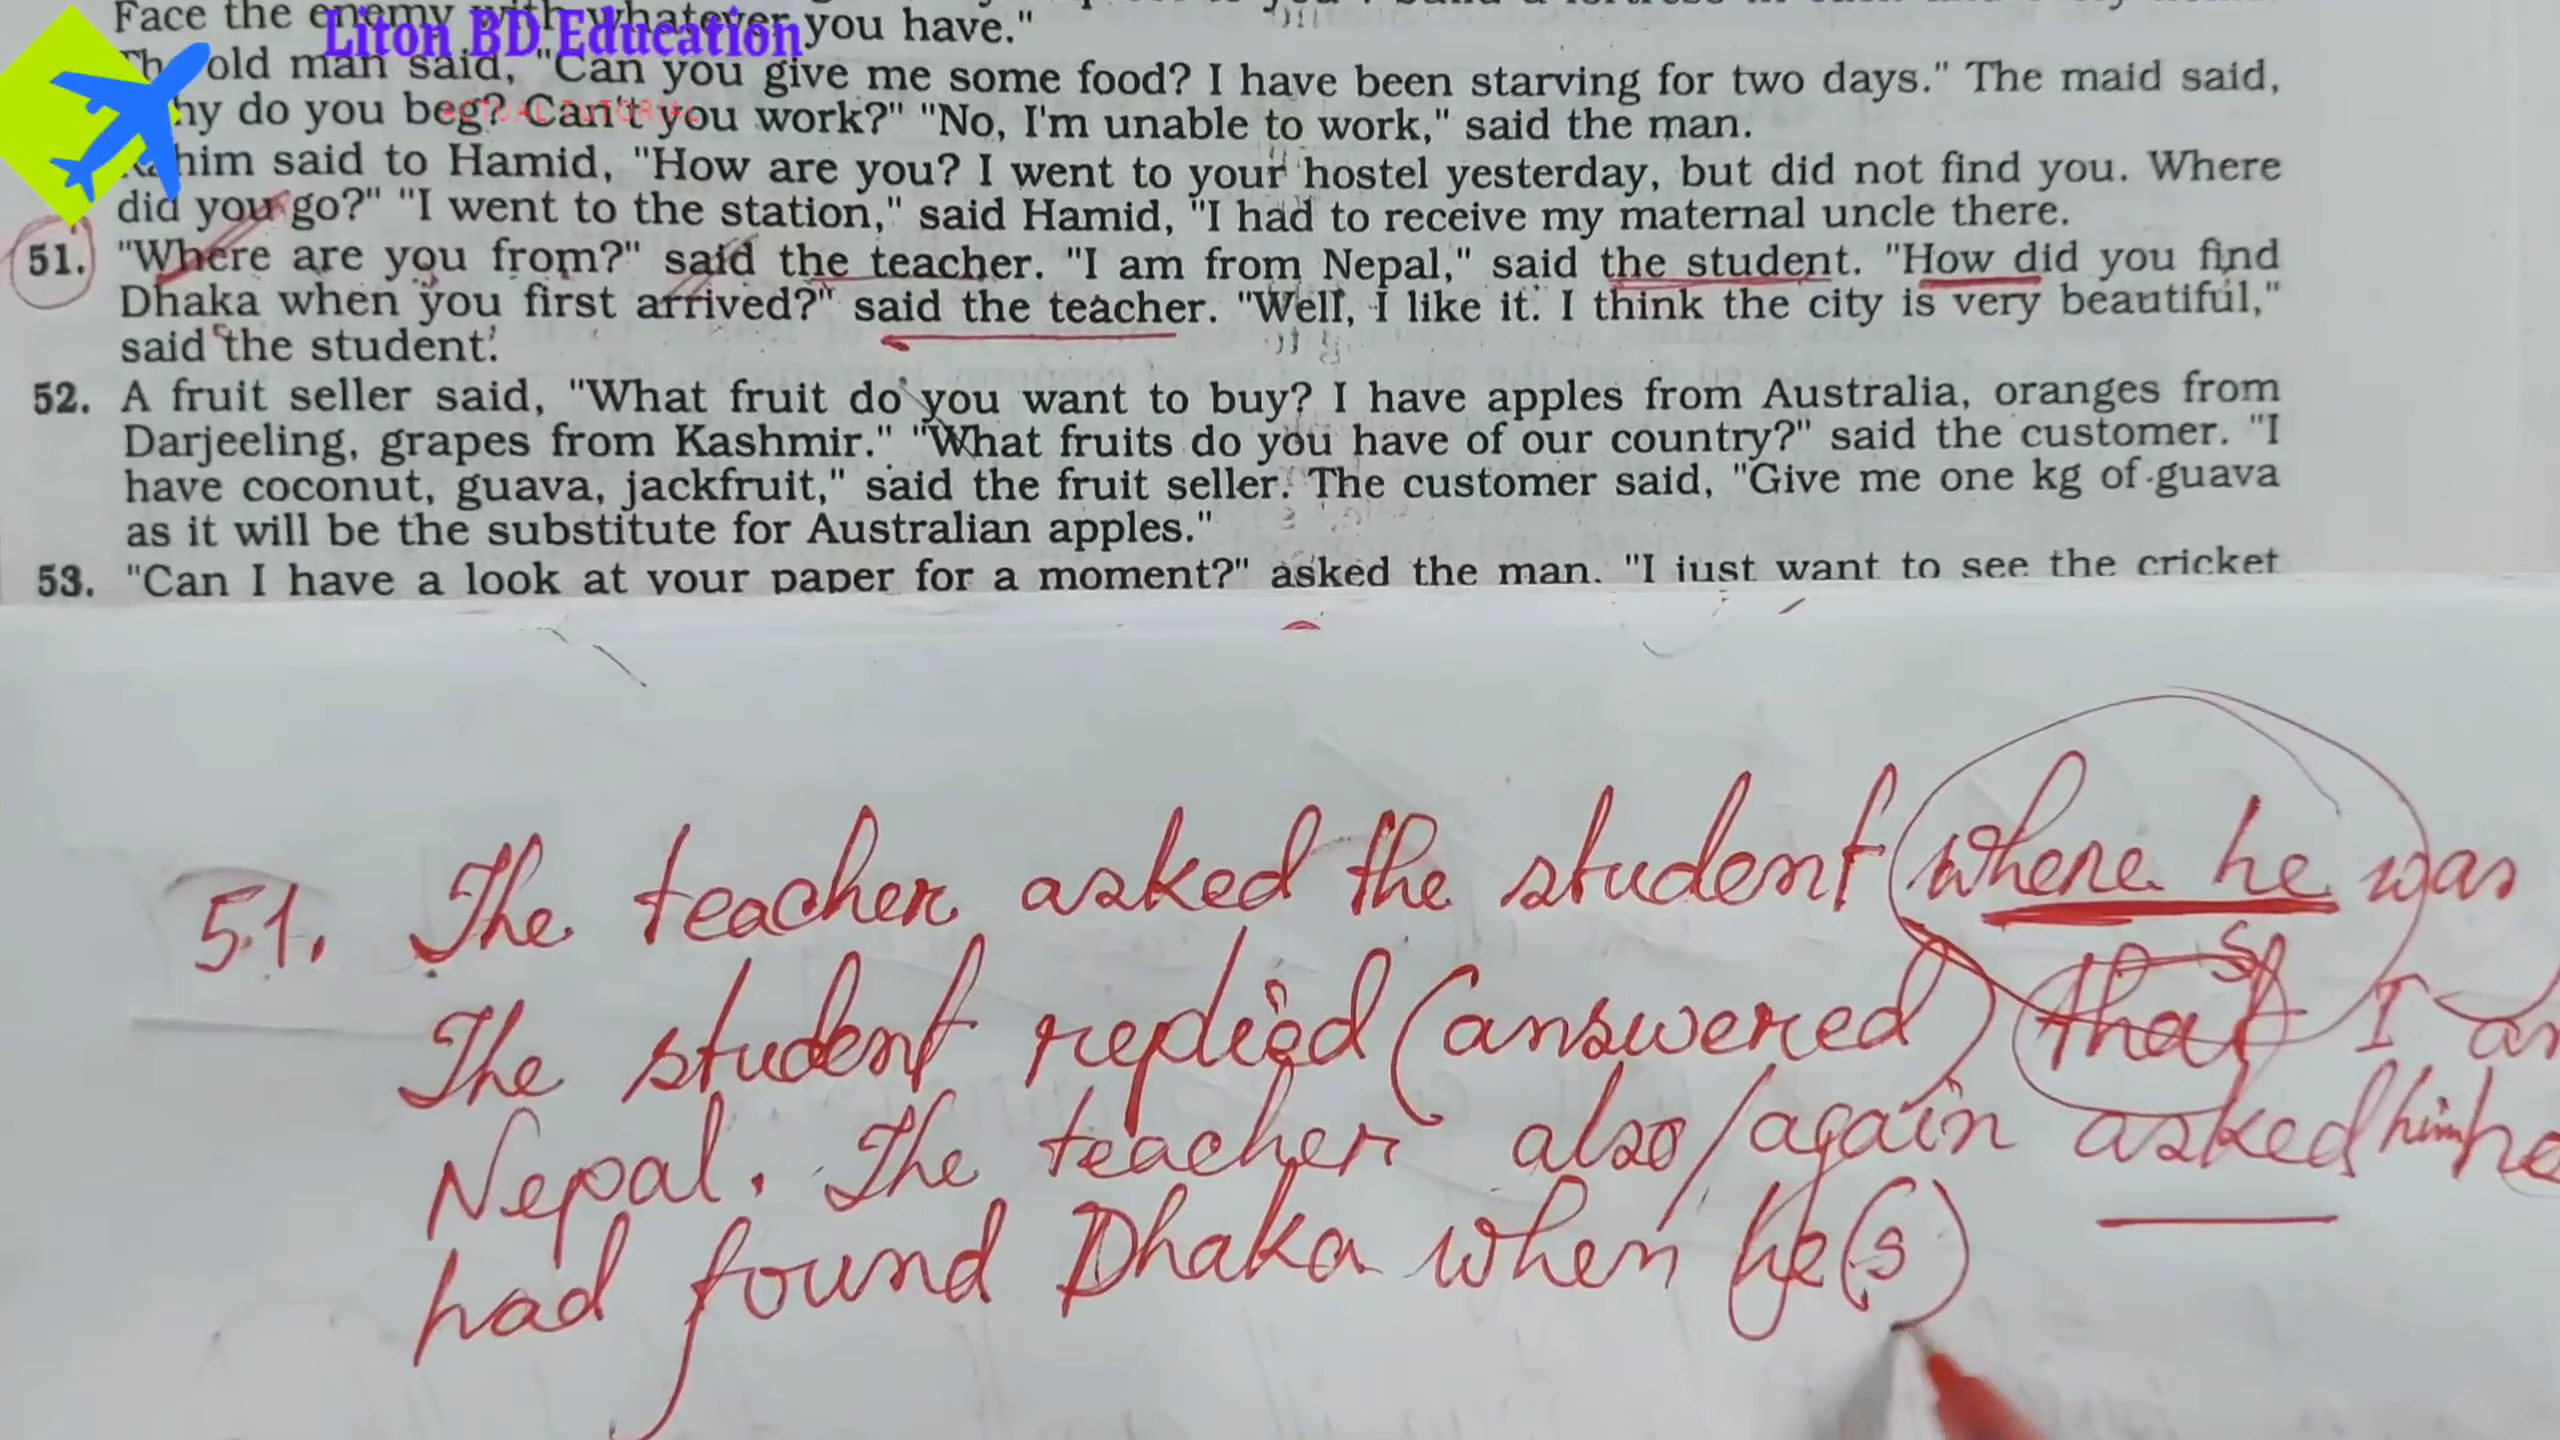 Face the enemy with whatever you have."
Liton BD Education
old man said, "Can you give me some food? I have been starving for two days." The maid said,
hy do you beg? Can't you work?" "No, I'm unable to work," said the man.
him said to Hamid, "How are you? I went to your hostel yesterday, but did not find you. Where
did you go?" "I went to the station," said Hamid, "I had to receive my maternal uncle there.
51. "Where are you from?" said the teacher. "I am from Nepal," said the student. "How did you find
Dhaka when you first arrived?" said the teacher. "Well, I like it. I think the city is very beautiful,"
said the student.
52. A fruit seller said, "What fruit do you want to buy? I have apples from Australia, oranges from
Darjeeling, grapes from Kashmir." "What fruits do you have of our country?" said the customer. "I
have coconut, guava, jackfruit," said the fruit seller. The customer said, "Give me one kg of guava
as it will be the substitute for Australian apples."
53. "Can I have a look at your paper for a moment?" asked the man. "I just want to see the cricket
51. The teacher asked the student where he was
The student replied (answered) that I
Nepal. The teacher also/again asked him
had found Dhaka when he(s)